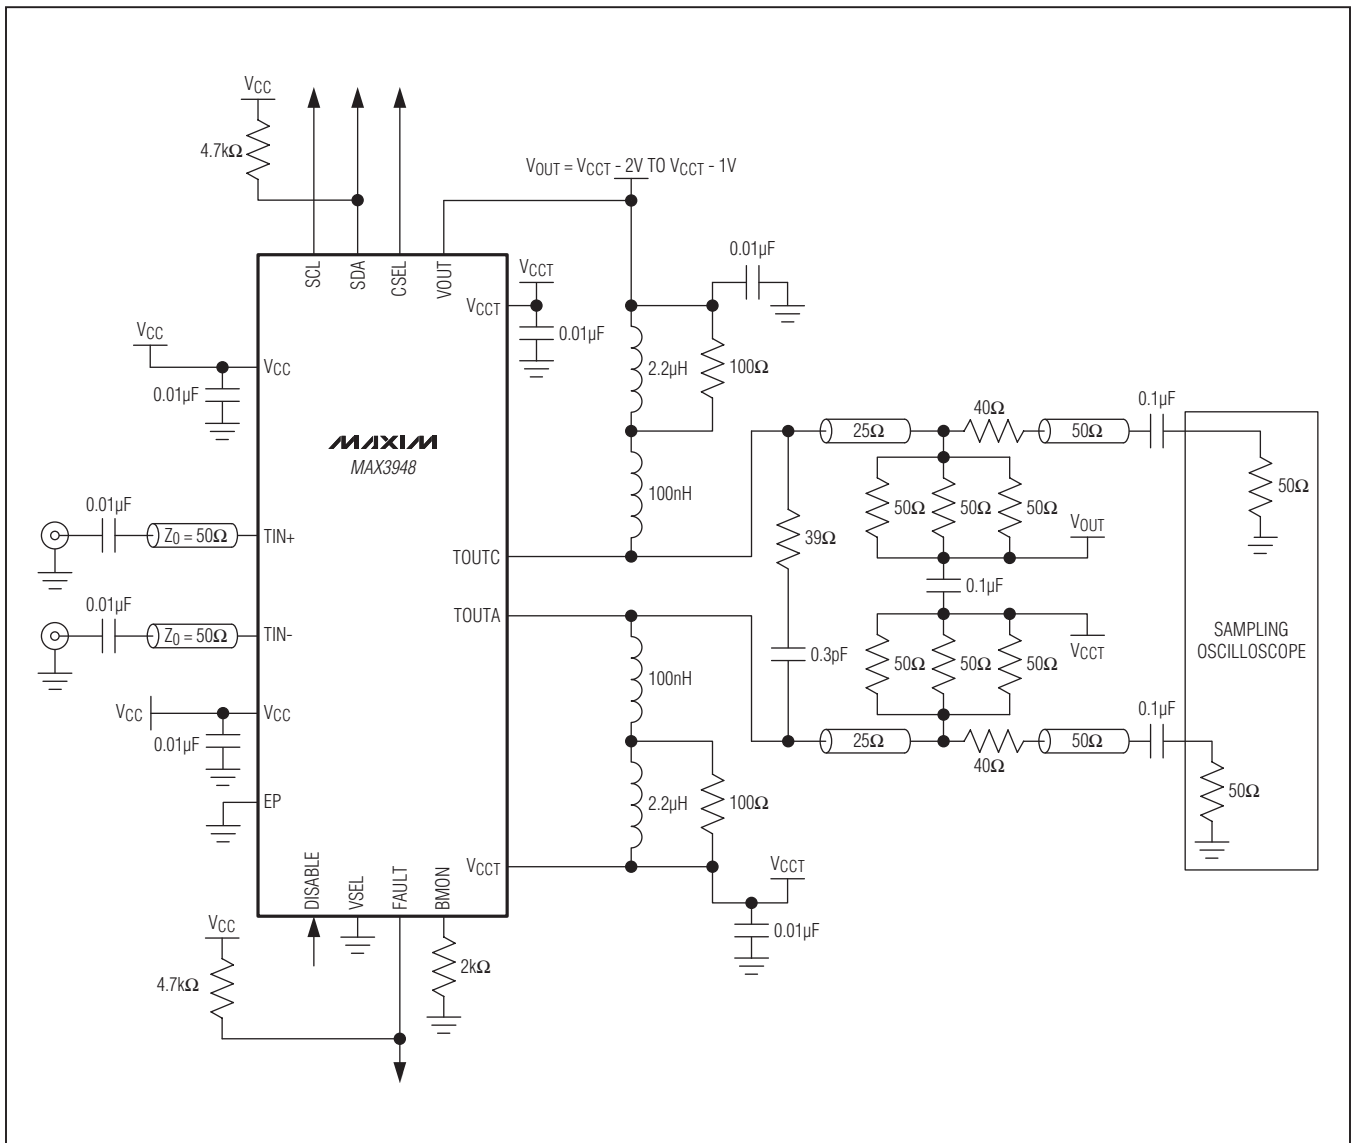 VCC
4.7kΩ
VOUT = VCCT - 2V TO VCCT - 1V
SCL
SDA
CSEL
VOUT
VCCT
VCCT
0.01µF
0.01µF
2.2µH
100Ω
VCC
VCC
0.01µF
MAXIM
MAX3948
100nH
25Ω
40Ω
50Ω
0.1µF
50Ω
50Ω
50Ω
50Ω
VOUT
39Ω
0.1µF
0.01µF
Z0 = 50Ω
TIN+
TOUTC
0.01µF
Z0 = 50Ω
TIN-
TOUTA
100nH
0.3pF
50Ω
50Ω
50Ω
VCCT
SAMPLING
OSCILLOSCOPE
VCC
VCC
0.01µF
25Ω
40Ω
50Ω
0.1µF
50Ω
EP
2.2µH
100Ω
VCCT
VCCT
0.01µF
DISABLE
VSEL
FAULT
BMON
VCC
4.7kΩ
2kΩ